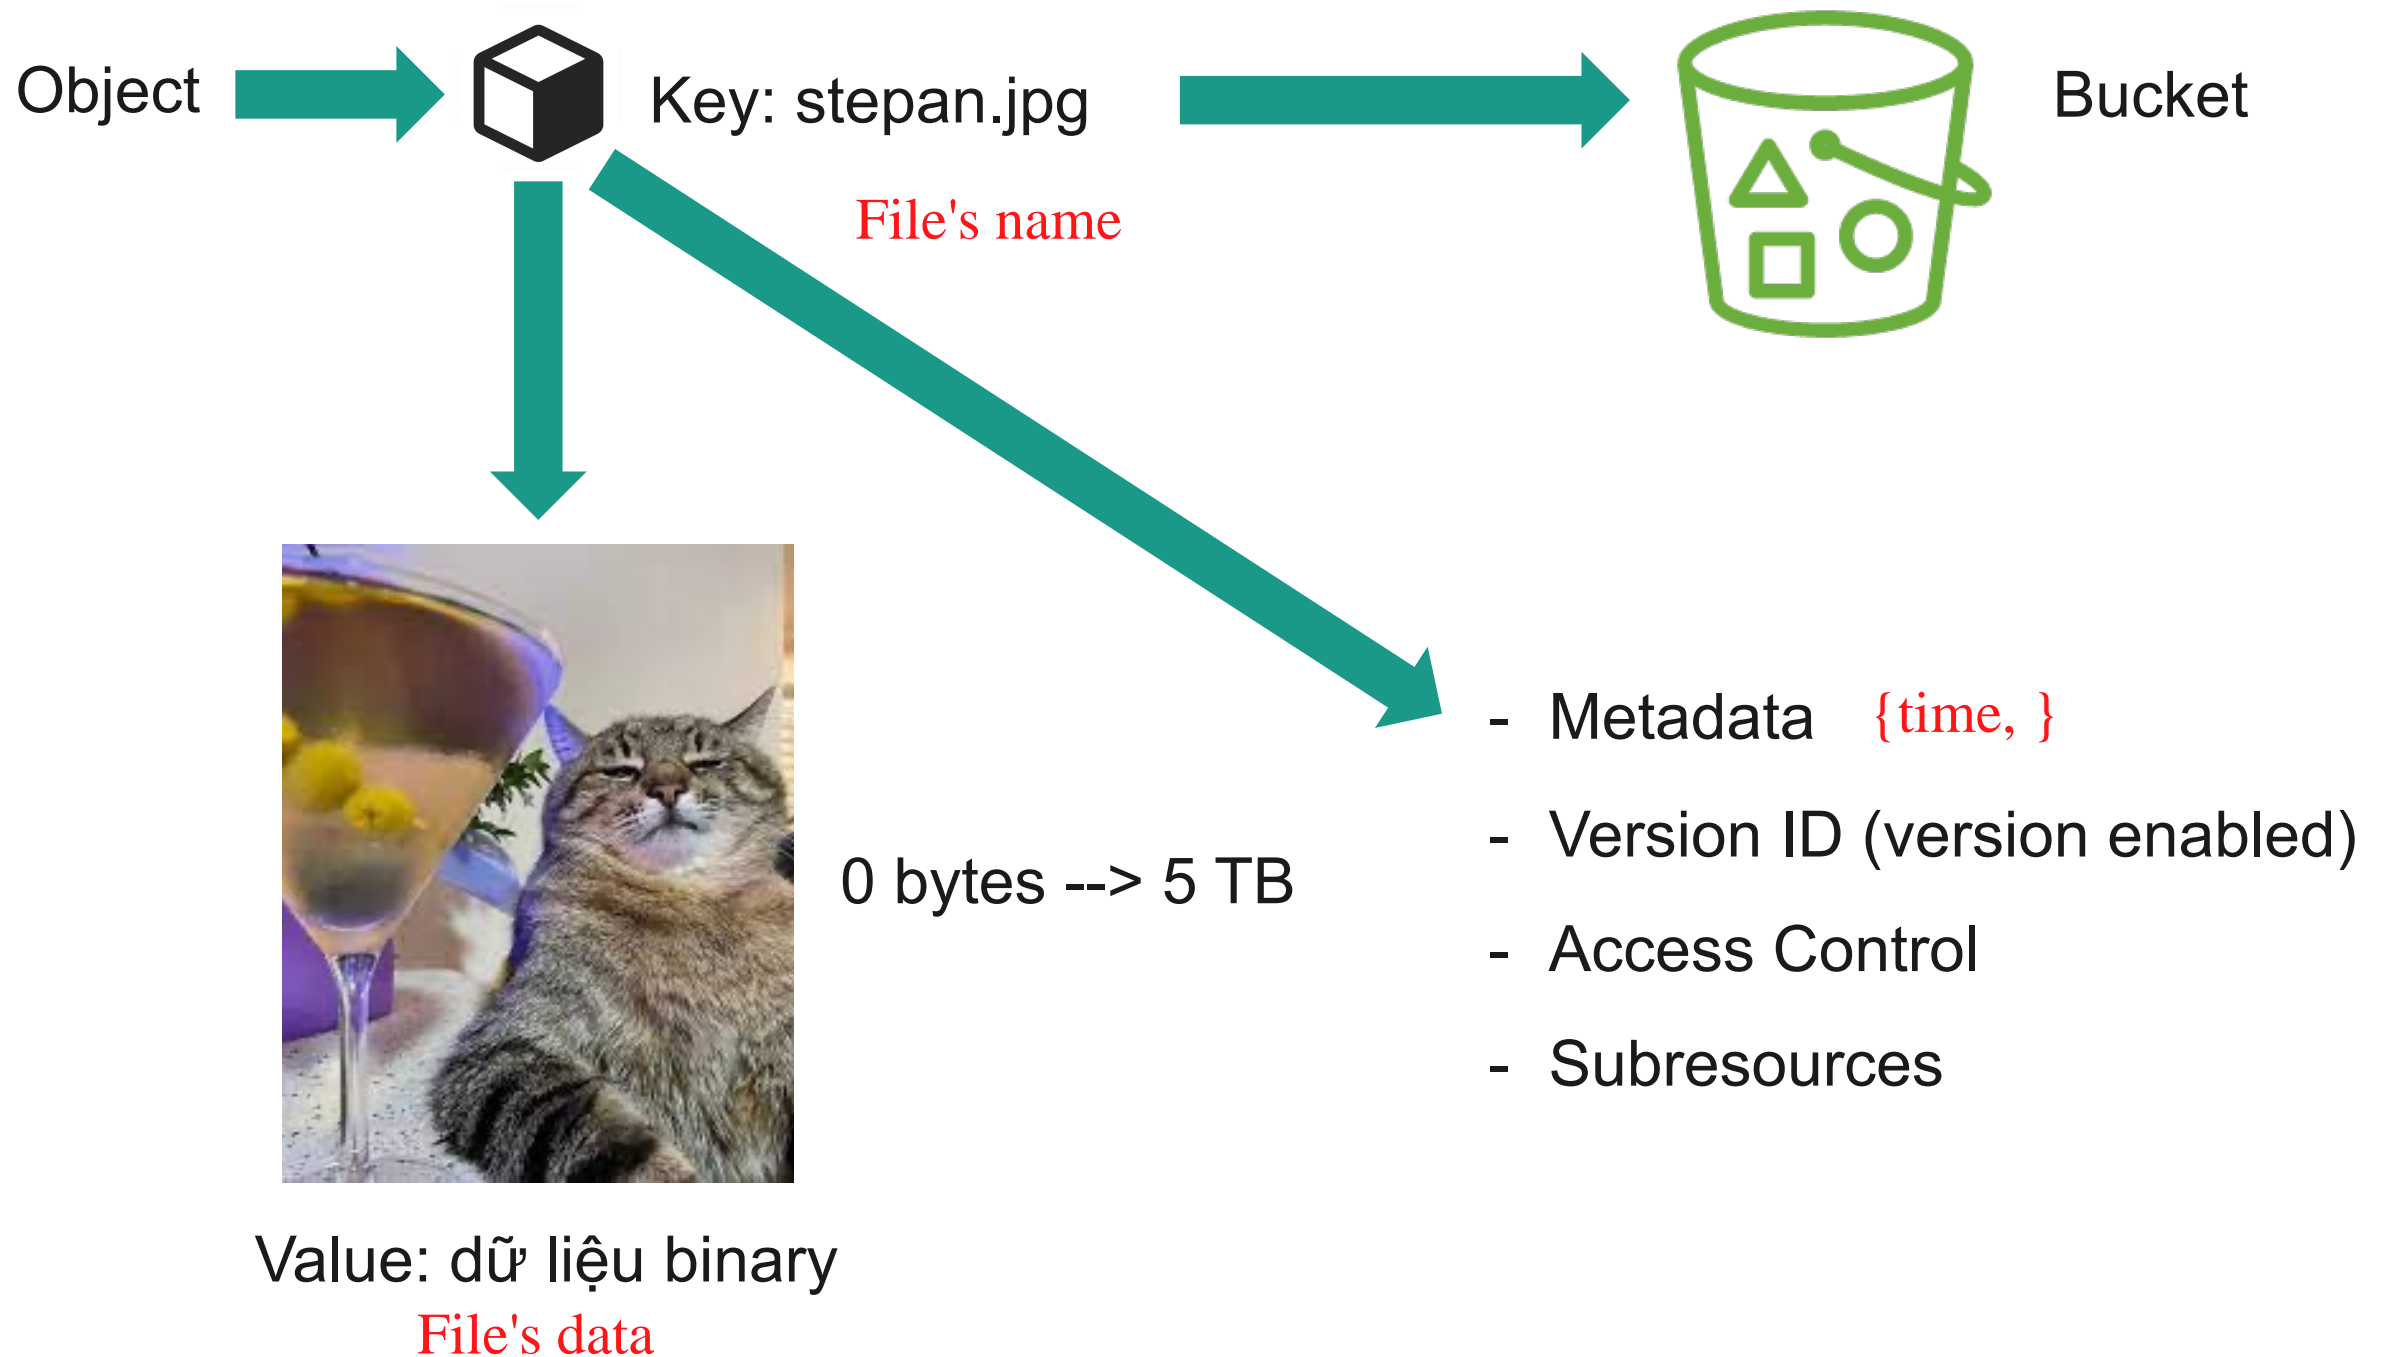 Object
Key: stepan.jpg
Bucket
File's name
- Metadata {time, }
- Version ID (version enabled)
0 bytes --> 5 TB
- Access Control
- Subresources
Value: dữ liệu binary
File's data